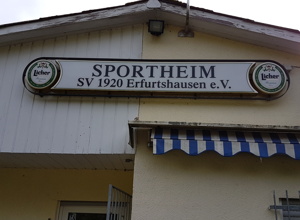 Licher
SPORTHEIM
SV 1920 Erfurtshausen e.V.
Licher